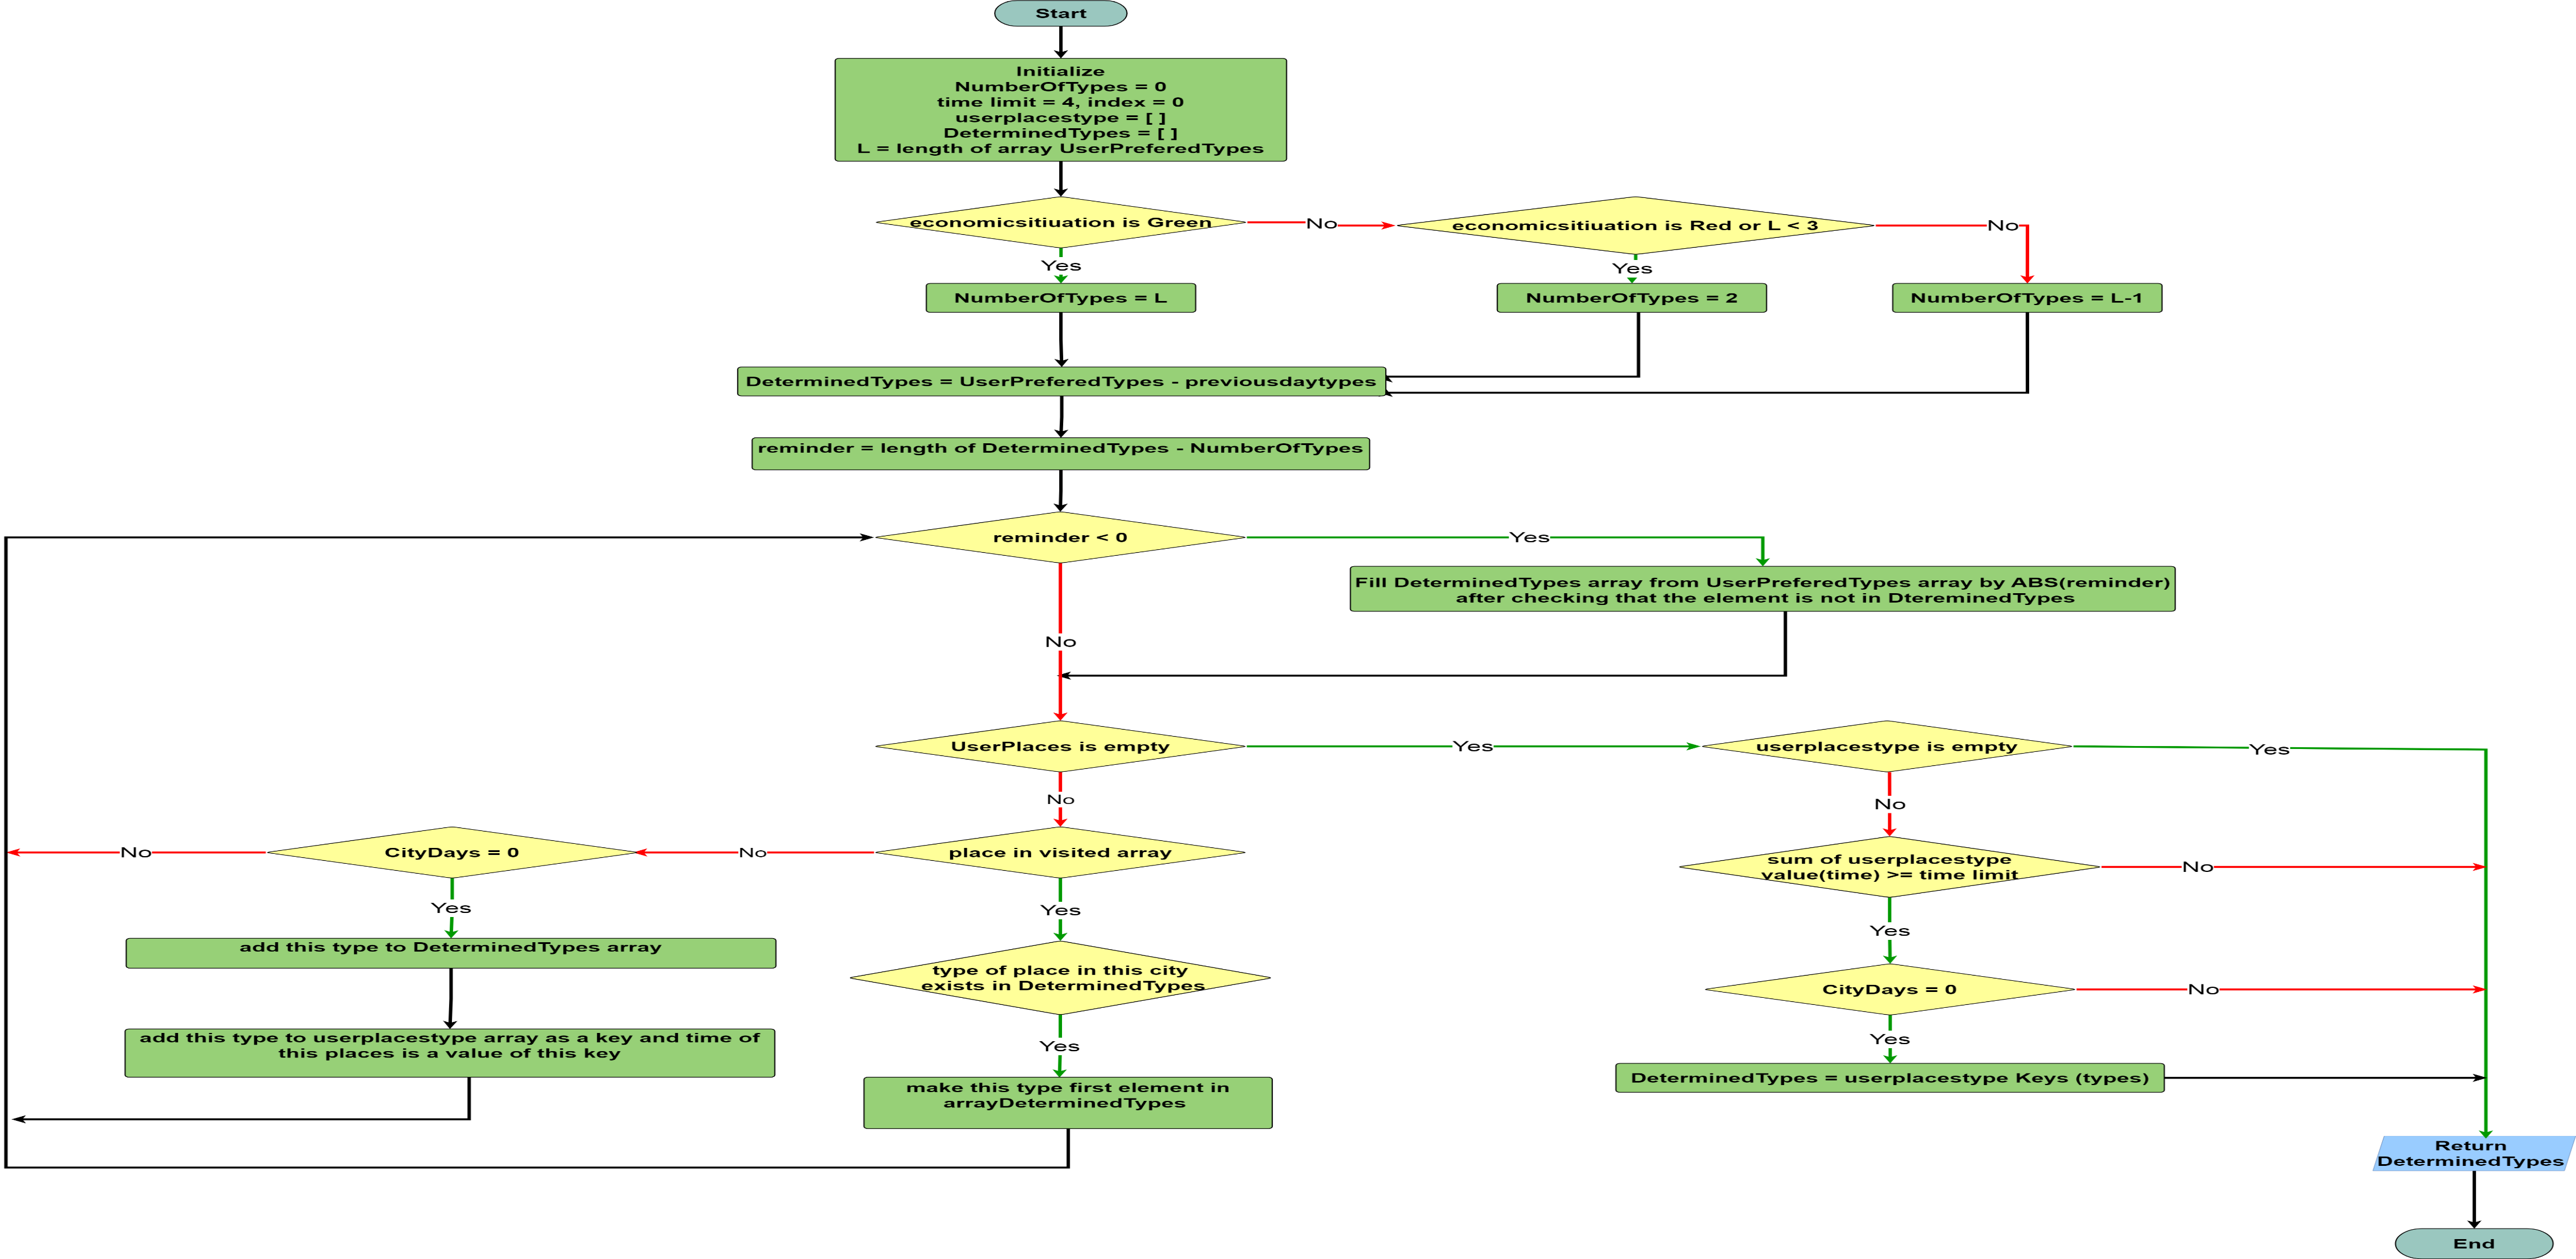 Start
Initialize
NumberOfTypes = 0
time limit = 4, index = 0
userplacestype = [ ]
DeterminedTypes = [ ]
L = length of array UserPreferedTypes
economicsitiuation is Green
No
economicsitiuation is Red or L < 3
No
Yes
Yes
NumberOfTypes = L
NumberOfTypes = 2
NumberOfTypes = L-1
DeterminedTypes = UserPreferedTypes - previousdaytypes
reminder = length of DeterminedTypes - NumberOfTypes
reminder < 0
Yes
Fill DeterminedTypes array from UserPreferedTypes array by ABS(reminder)
after checking that the element is not in DtereminedTypes
No
UserPlaces is empty
Yes
userplacestype is empty
Yes
No
No
No
CityDays = 0
No
place in visited array
sum of userplacestype
value(time) >= time limit
No
Yes
Yes
Yes
add this type to DeterminedTypes array
type of place in this city
exists in DeterminedTypes
CityDays = 0
No
add this type to userplacestype array as a key and time of
this places is a value of this key
Yes
Yes
make this type first element in
arrayDeterminedTypes
DeterminedTypes = userplacestype Keys (types)
Return
DeterminedTypes
End